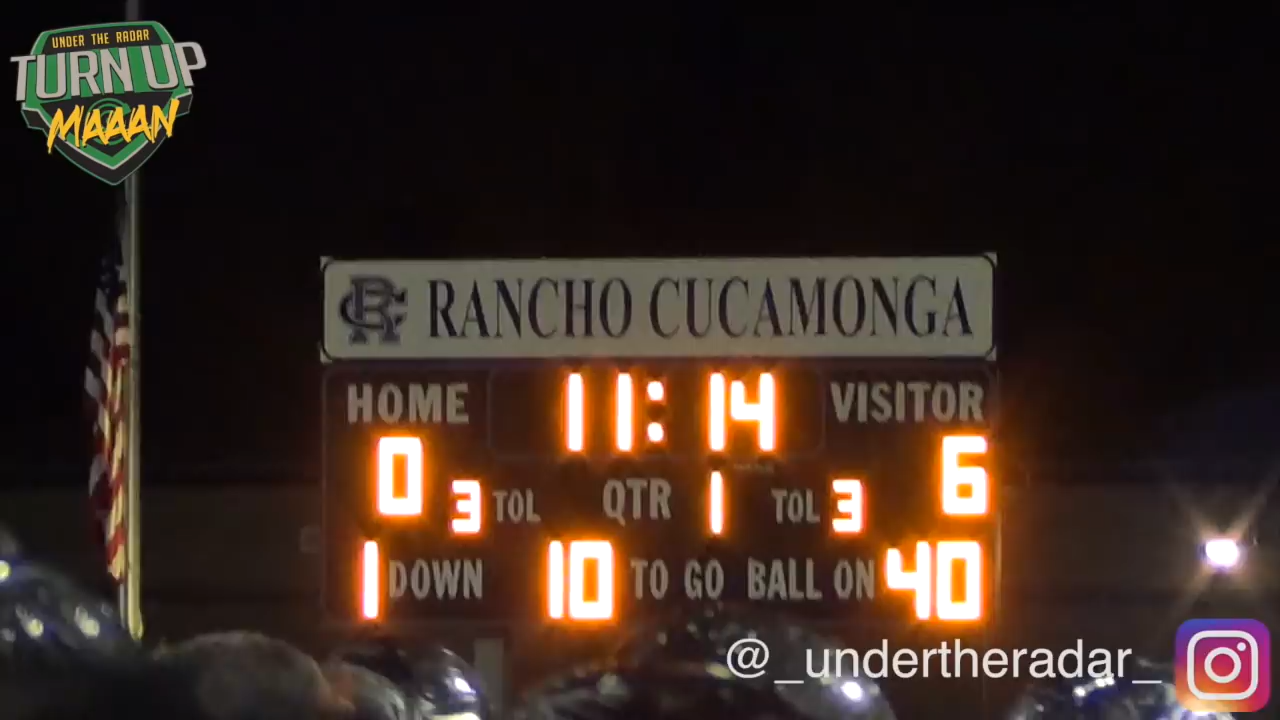 UNDER THE RADAR
TURN UP
MAAAN
RC RANCHO CUCAMONGA
HOME 11:14 VISITOR
0 3 TOL QTR 1 TOL 3 6
1 DOWN 10 TO GO BALL ON 40
@_undertheradar_